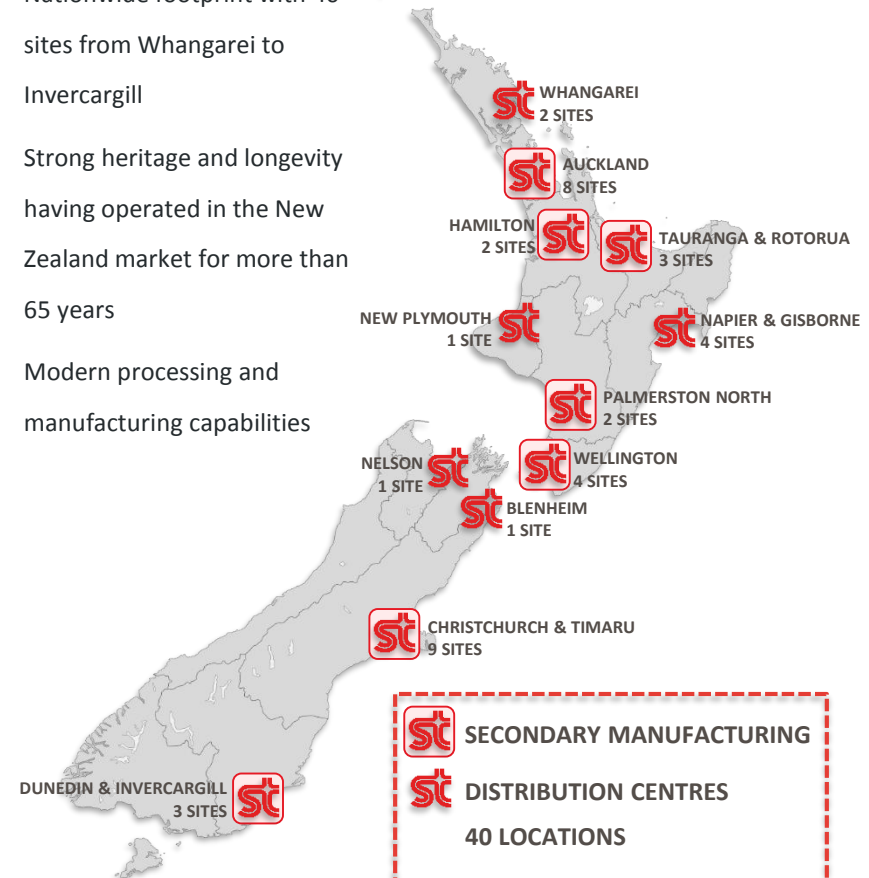 sites from Whangarei to
Invercargill
Strong heritage and longevity
having operated in the New
Zealand market for more than
65 years
Modern processing and
manufacturing capabilities
WHANGAREI
2 SITES
AUCKLAND
8 SITES
HAMILTON
2 SITES
TAURANGA & ROTORUA
3 SITES
NEW PLYMOUTH
1 SITE
NAPIER & GISBORNE
4 SITES
PALMERSTON NORTH
2 SITES
WELLINGTON
4 SITES
NELSON
1 SITE
BLENHEIM
1 SITE
CHRISTCHURCH & TIMARU
9 SITES
DUNEDIN & INVERCARGILL
3 SITES
st SECONDARY MANUFACTURING
st DISTRIBUTION CENTRES
40 LOCATIONS